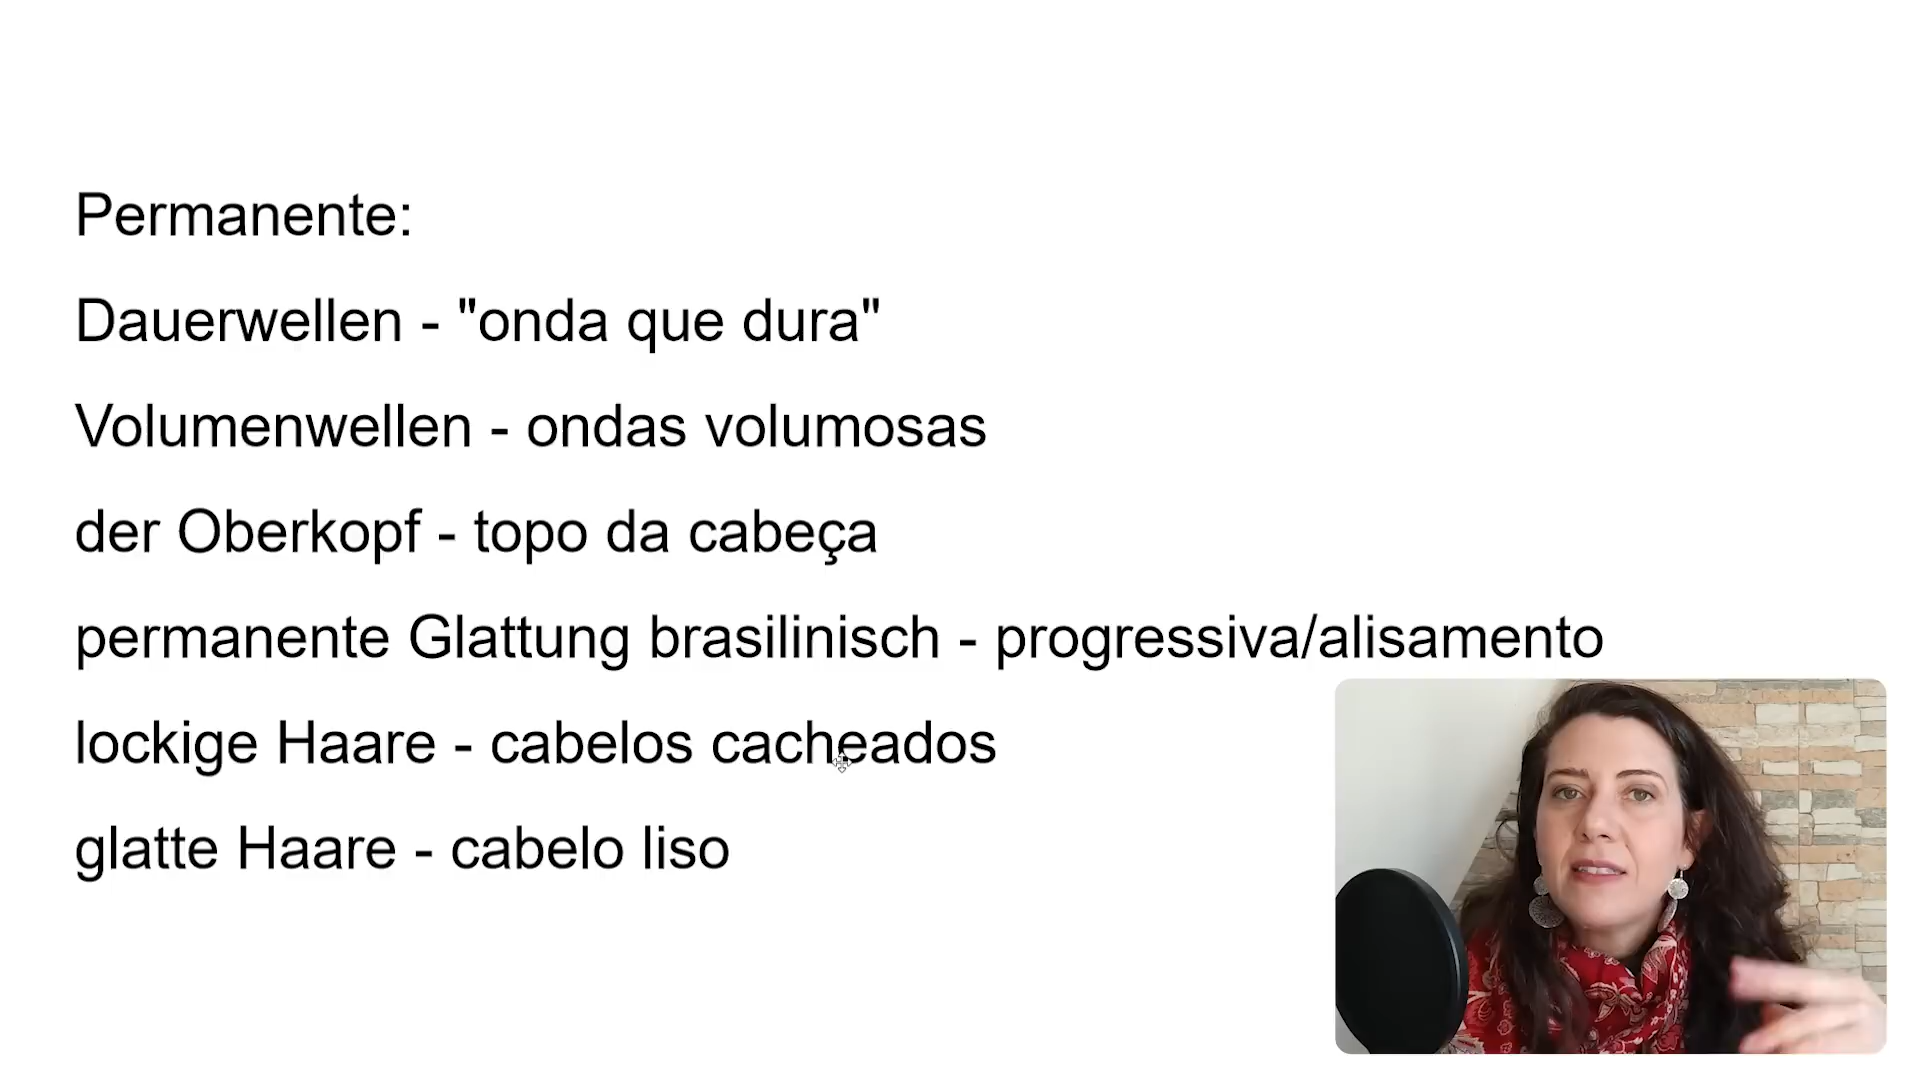 Permanente:
Dauerwellen - "onda que dura"
Volumenwellen - ondas volumosas
der Oberkopf - topo da cabeça
permanente Glattung brasilinisch - progressiva/alisamento
lockige Haare - cabelos cacheados
glatte Haare - cabelo liso